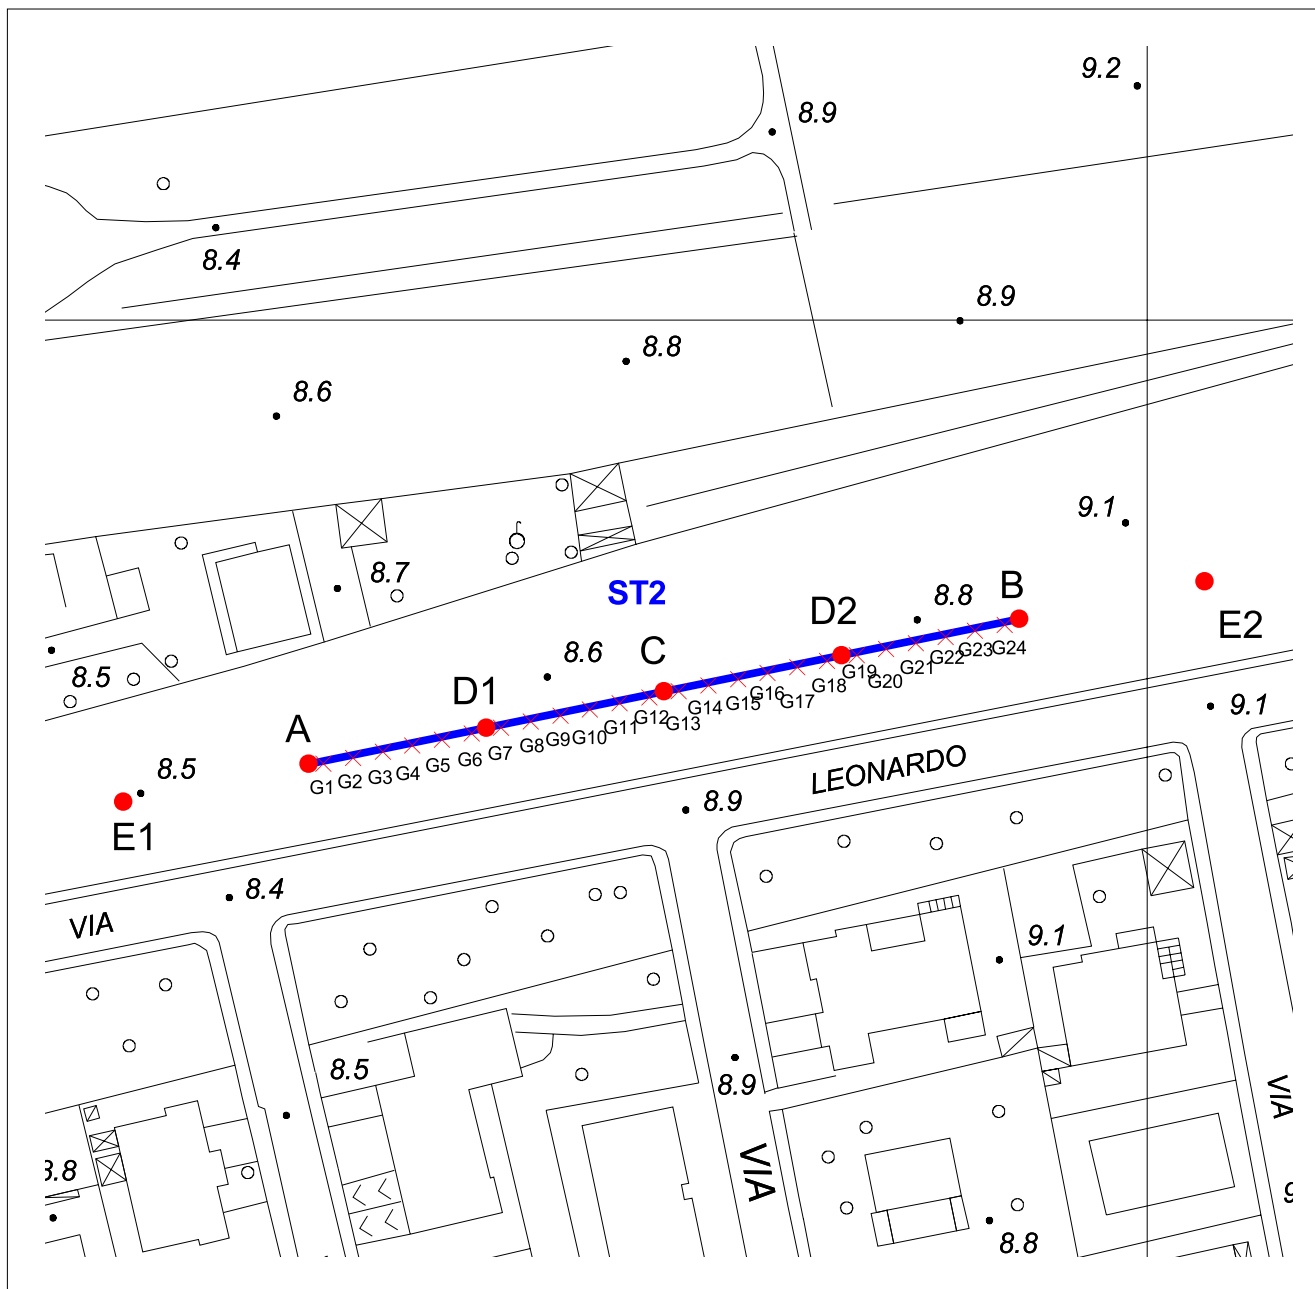 9.2
8.9
8.4
8.9
8.8
8.6
9.1
8.7
ST2
8.8
B
D2
E2
8.6
C
8.5
D1
G24
G23
G22
G21
G20
G19
G18
G17
G16
G15
G14
G13
G12
G11
G10
G9
G8
G7
G6
G5
G4
G3
G2
G1
A
9.1
8.5
E1
LEONARDO
8.9
8.4
VIA
9.1
8.5
8.9
VIA
VIA
8.8
8.8